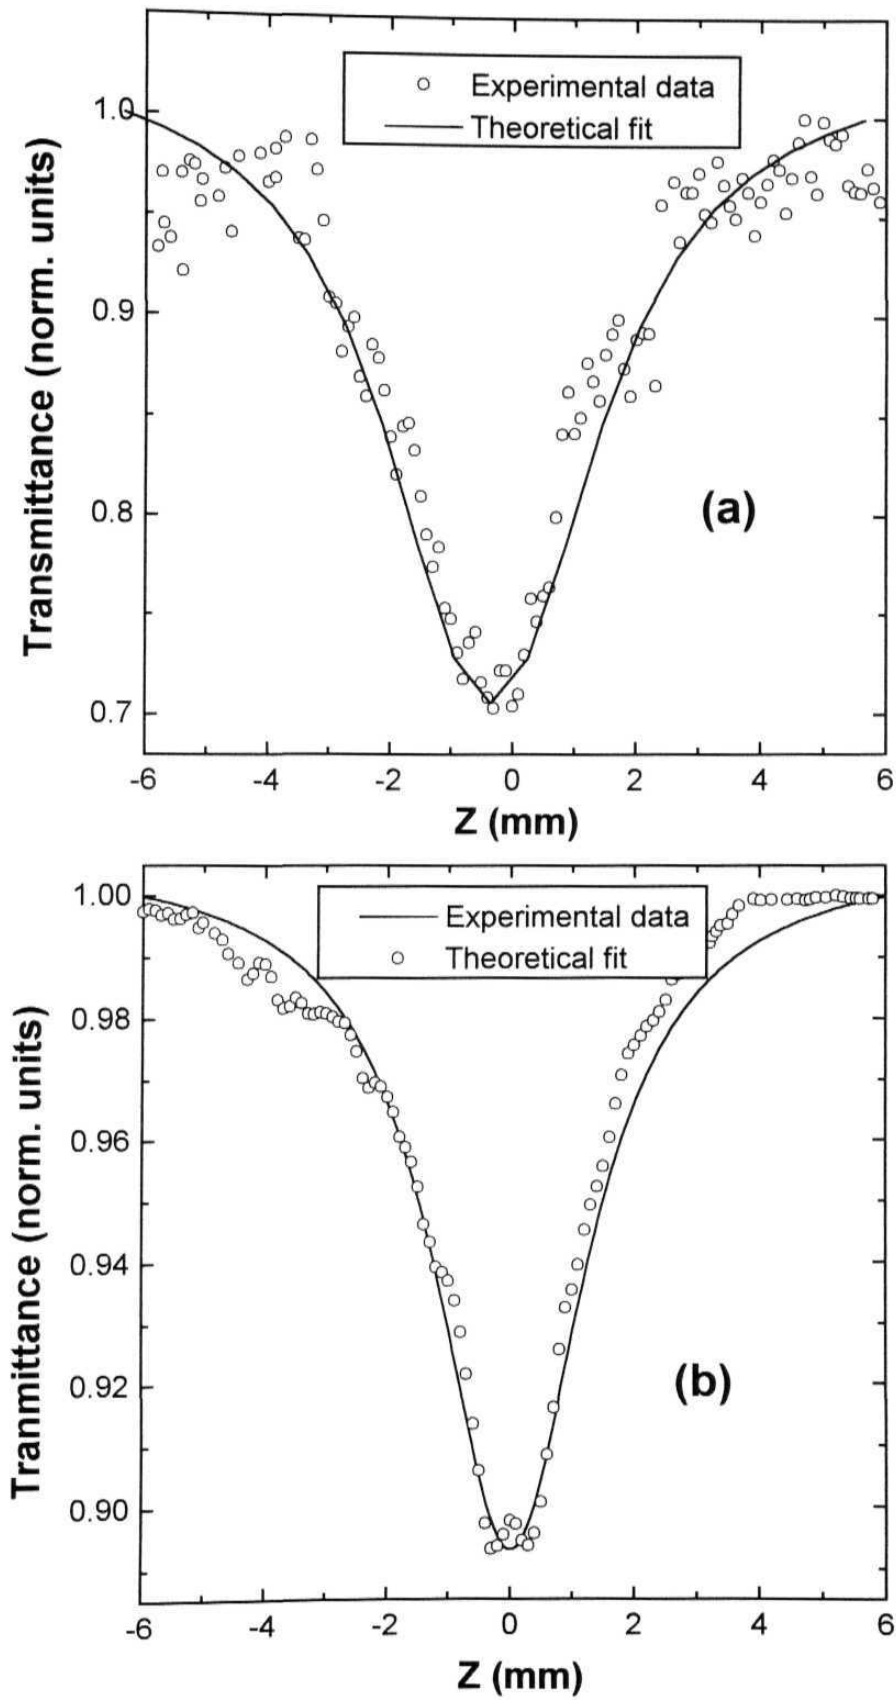 Experimental data
Theoretical fit
1.0
0.9
0.8
0.7
Transmittance (norm. units)
(a)
-6 -4 -2 0 2 4 6
Z (mm)
Experimental data
Theoretical fit
1.00
0.98
0.96
0.94
0.92
0.90
Tranmittance (norm. units)
(b)
-6 -4 -2 0 2 4 6
Z (mm)